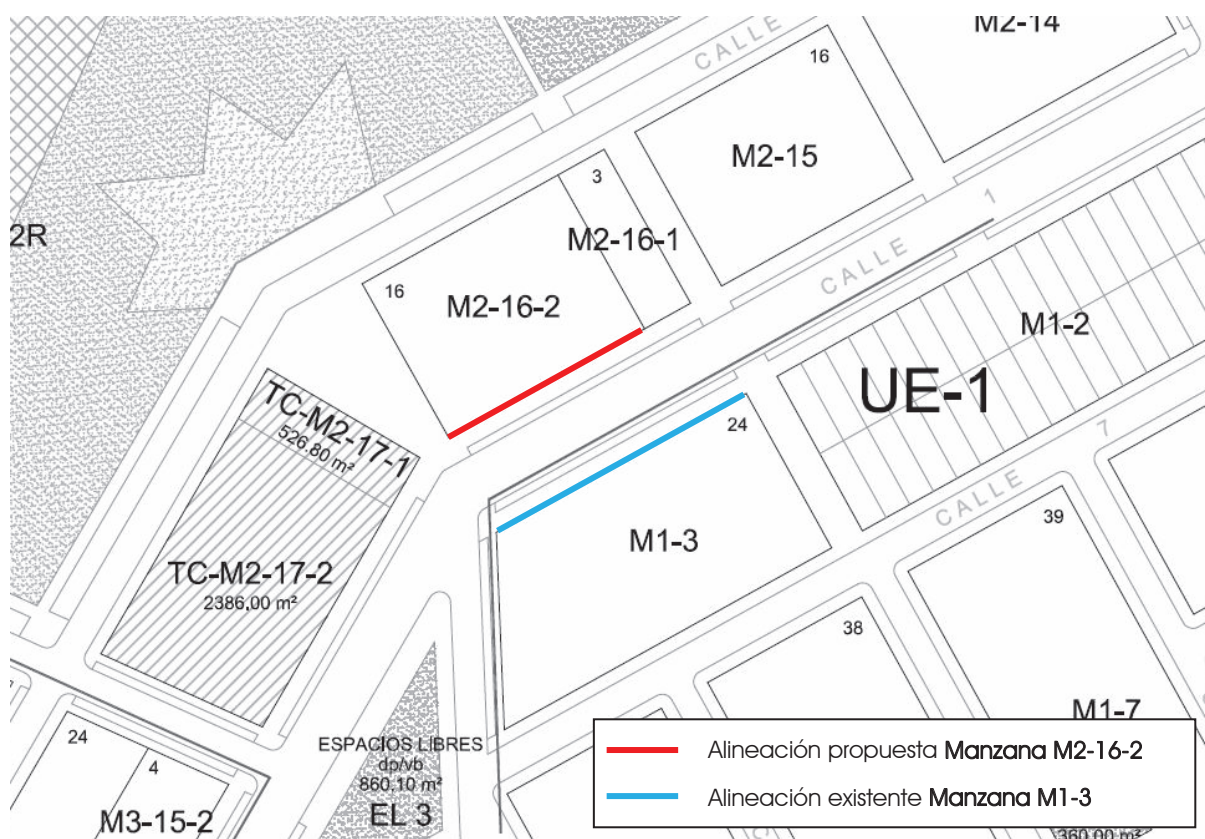 CALLE
M2-14
16
M2-15
3
M2-16-1
2R
16
M2-16-2
CALLE 1
M1-2
UE-1
TC-M2-17-1
526.80 m²
24
M1-3
CALLE 7
39
TC-M2-17-2
2386,00 m²
38
M1-7
24
4
M3-15-2
ESPACIOS LIBRES
dp/vb
860,10 m²
EL 3
Alineación propuesta Manzana M2-16-2
Alineación existente Manzana M1-3
360.00 m²